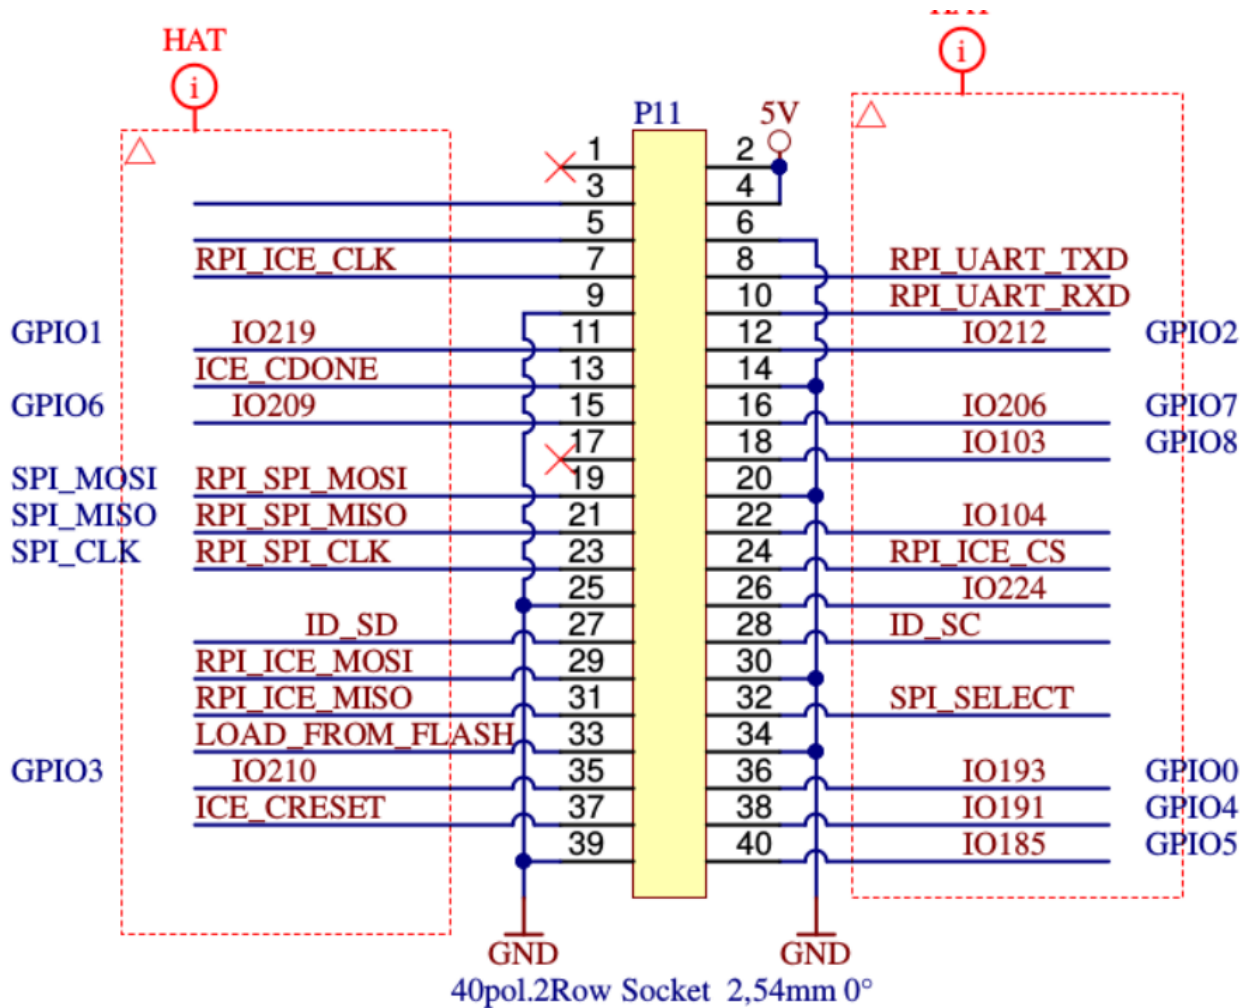 HAT
HAT
i
i
P11
5V
1 2
3 4
5 6
RPI_ICE_CLK 7 8 RPI_UART_TXD
9 10 RPI_UART_RXD
GPIO1 IO219 11 12 IO212 GPIO2
ICE_CDONE 13 14
GPIO6 IO209 15 16 IO206 GPIO7
17 18 IO103 GPIO8
SPI_MOSI RPI_SPI_MOSI 19 20
SPI_MISO RPI_SPI_MISO 21 22 IO104
SPI_CLK RPI_SPI_CLK 23 24 RPI_ICE_CS
25 26 IO224
ID_SD 27 28 ID_SC
RPI_ICE_MOSI 29 30
RPI_ICE_MISO 31 32 SPI_SELECT
LOAD_FROM_FLASH 33 34
GPIO3 IO210 35 36 IO193 GPIO0
ICE_CRESET 37 38 IO191 GPIO4
39 40 IO185 GPIO5
GND GND
40pol.2Row Socket 2,54mm 0°